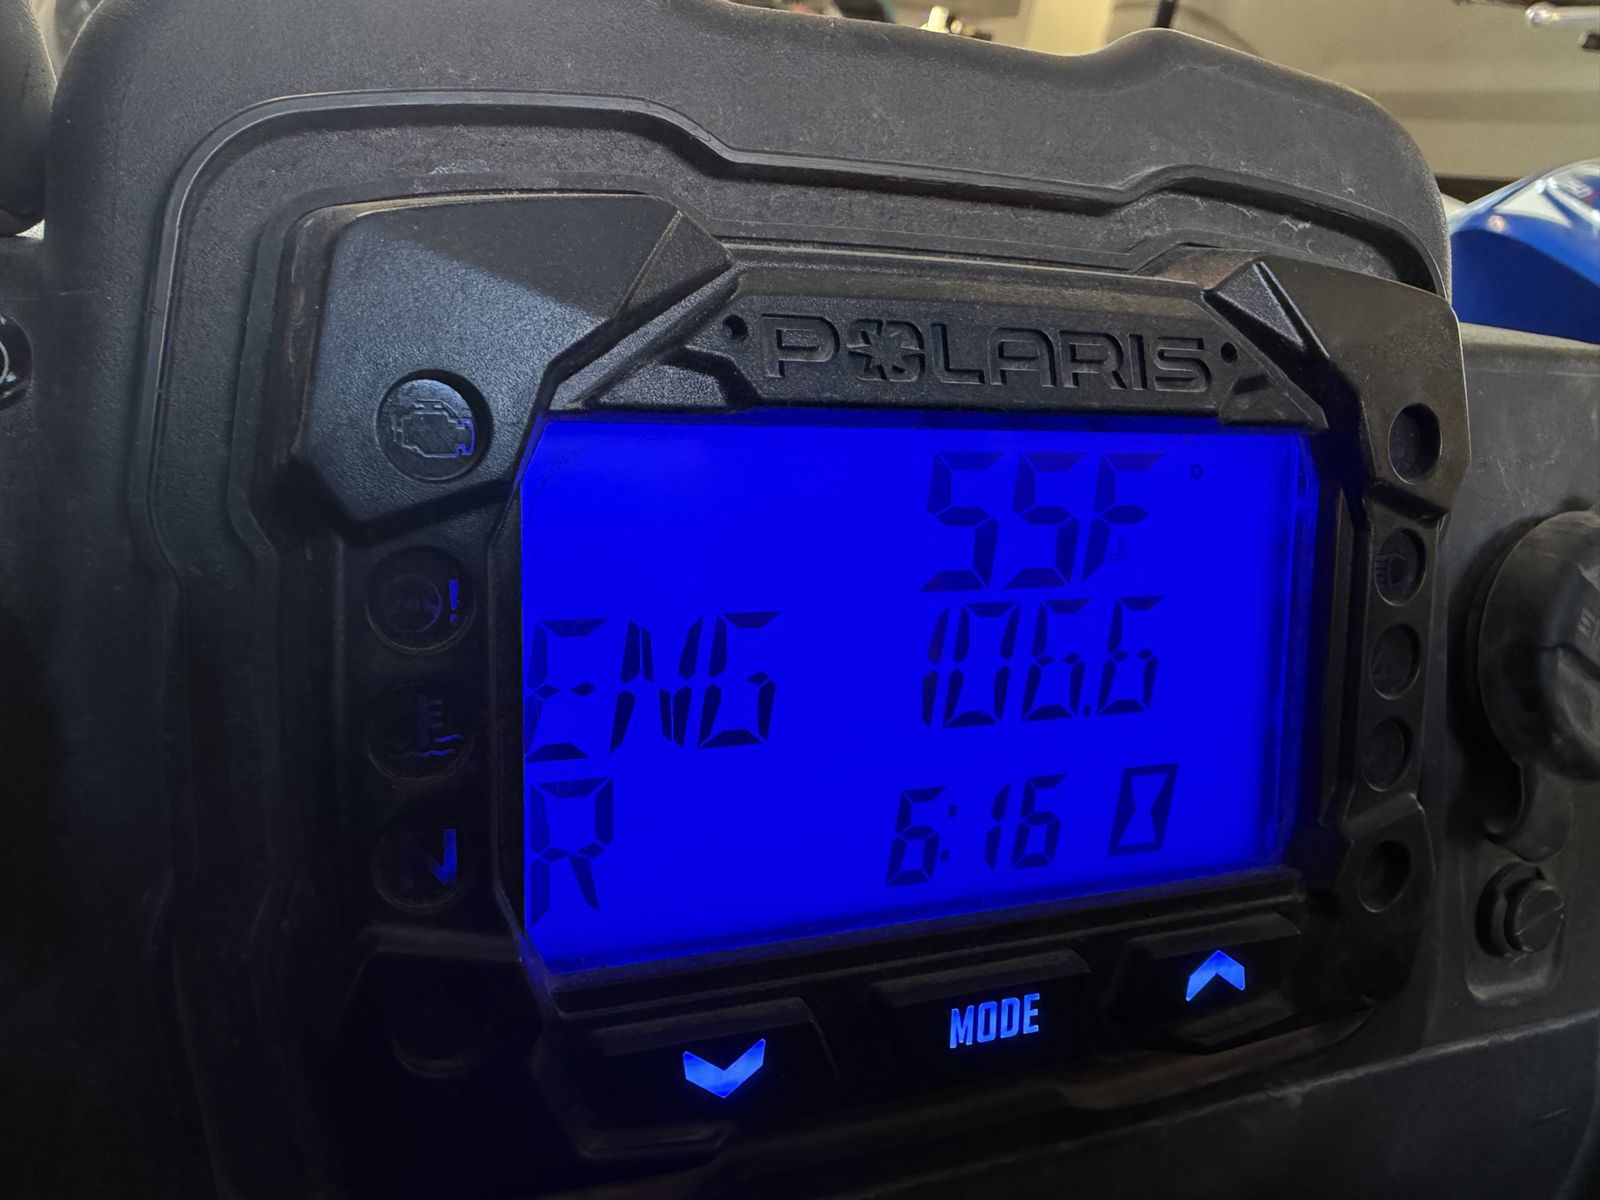 POLARIS
55F
ENG 106.6
R 6:16
MODE